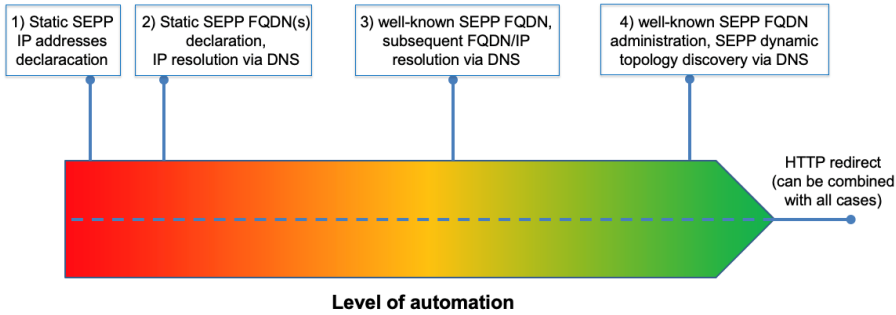 1) Static SEPP
IP addresses
declaracation
2) Static SEPP FQDN(s)
declaration,
IP resolution via DNS
3) well-known SEPP FQDN,
subsequent FQDN/IP
resolution via DNS
4) well-known SEPP FQDN
administration, SEPP dynamic
topology discovery via DNS
HTTP redirect
(can be combined
with all cases)
Level of automation